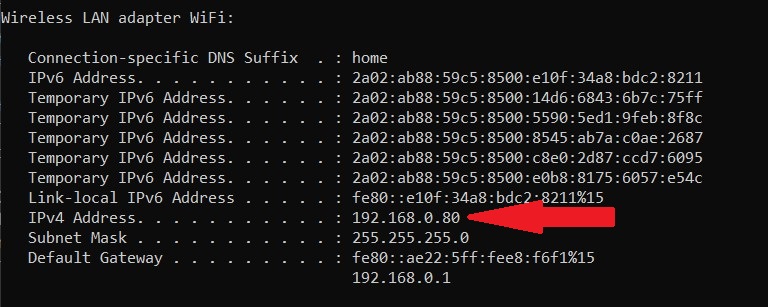 Wireless LAN adapter WiFi:
Connection-specific DNS Suffix . : home
IPv6 Address. . . . . . . . . . . : 2a02:ab88:59c5:8500:e10f:34a8:bdc2:8211
Temporary IPv6 Address. . . . . . : 2a02:ab88:59c5:8500:14d6:6843:6b7c:75ff
Temporary IPv6 Address. . . . . . : 2a02:ab88:59c5:8500:5590:5ed1:9feb:8f8c
Temporary IPv6 Address. . . . . . : 2a02:ab88:59c5:8500:8545:ab7a:c0ae:2687
Temporary IPv6 Address. . . . . . : 2a02:ab88:59c5:8500:c8e0:2d87:ccd7:6095
Temporary IPv6 Address. . . . . . : 2a02:ab88:59c5:8500:e0b8:8175:6057:e54c
Link-local IPv6 Address . . . . . : fe80::e10f:34a8:bdc2:8211%15
IPv4 Address. . . . . . . . . . . : 192.168.0.80
Subnet Mask . . . . . . . . . . . : 255.255.255.0
Default Gateway . . . . . . . . . : fe80::ae22:5ff:fee8:f6f1%15
192.168.0.1